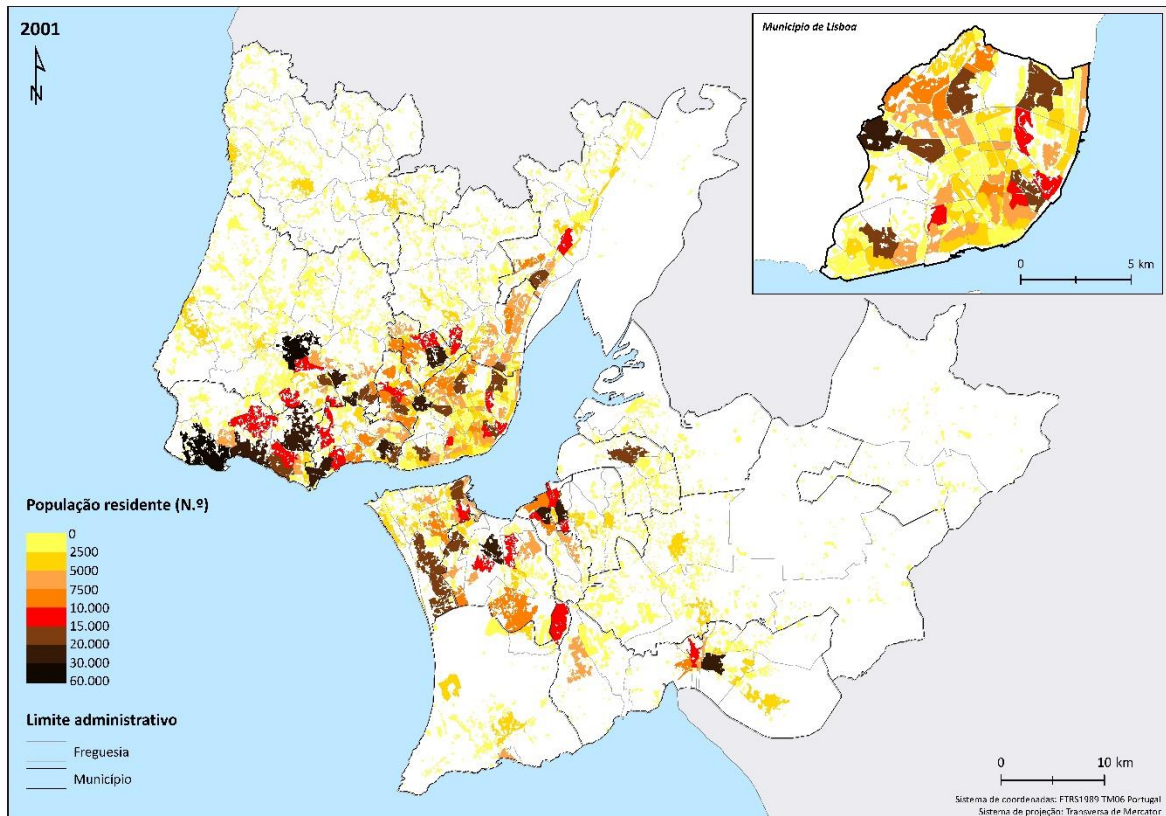 2001
N
Município de Lisboa
0 5 km
População residente (N.º)
0
2500
5000
7500
10.000
15.000
20.000
30.000
60.000
Limite administrativo
Freguesia
Município
0 10 km
Sistema de coordenadas: ETRS1989 TM06 Portugal
Sistema de projeção: Transversa de Mercator